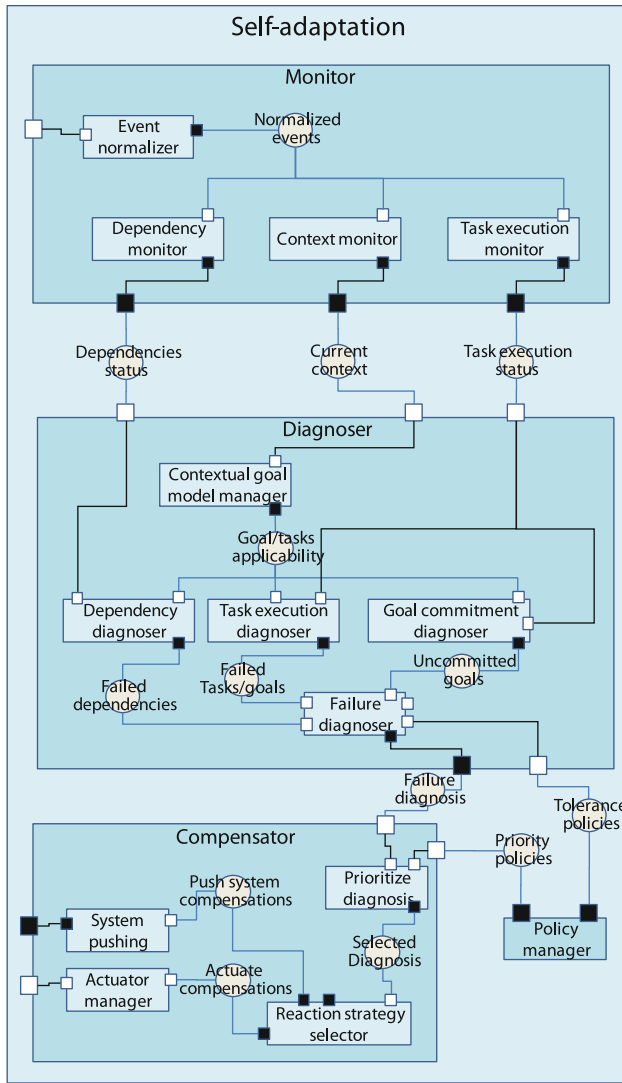 Self-adaptation
Monitor
Event
normalizer
Normalized
events
Dependency
monitor
Context monitor
Task execution
monitor
Dependencies
status
Current
context
Task execution
status
Diagnoser
Contextual goal
model manager
Goal/tasks
applicability
Dependency
diagnoser
Task execution
diagnoser
Goal commitment
diagnoser
Failed
dependencies
Failed
Tasks/goals
Uncommitted
goals
Failure
diagnoser
Failure
diagnosis
Tolerance
policies
Compensator
Priority
policies
Push system
compensations
Prioritize
diagnosis
System
pushing
Selected
Diagnosis
Policy
manager
Actuator
manager
Actuate
compensations
Reaction strategy
selector